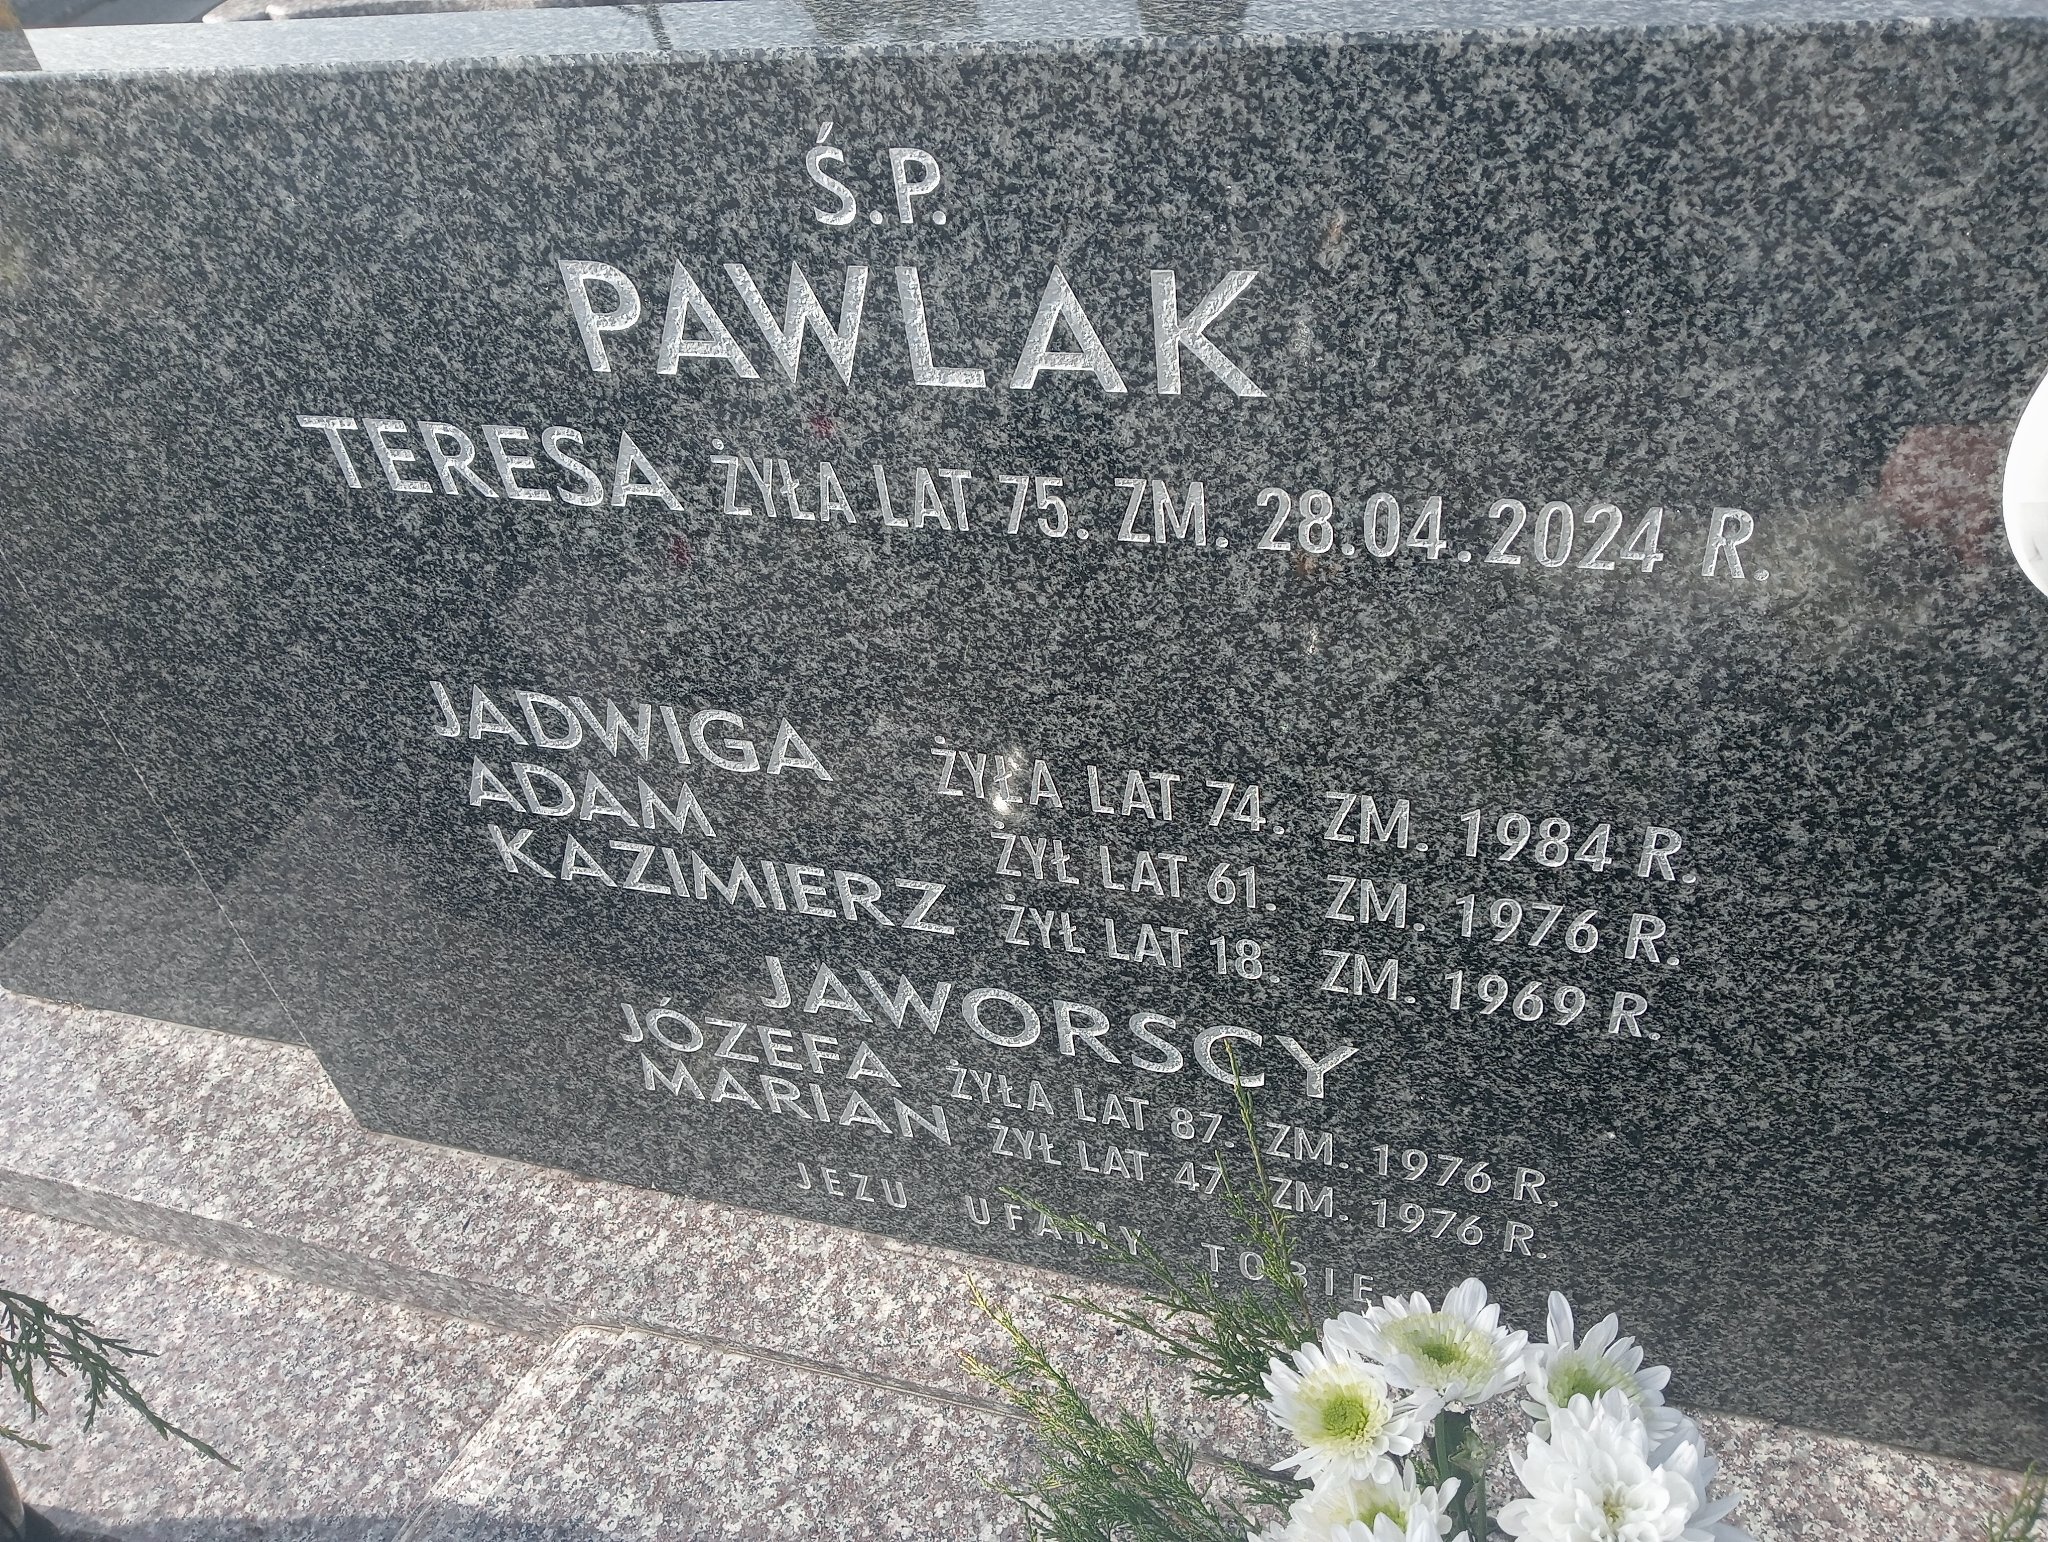 Ś.P.
PAWLAK
TERESA ŻYŁA LAT 75. ZM. 28.04.2024 R.
JADWIGA ŻYŁA LAT 74. ZM. 1984 R.
ADAM ŻYŁ LAT 61. ZM. 1976 R.
KAZIMIERZ ŻYŁ LAT 18. ZM. 1969 R.
JAWORSCY
JÓZEFA ŻYŁA LAT 87. ZM. 1976 R.
MARIAN ŻYŁ LAT 47. ZM. 1976 R.
JEZU UFAMY TOBIE